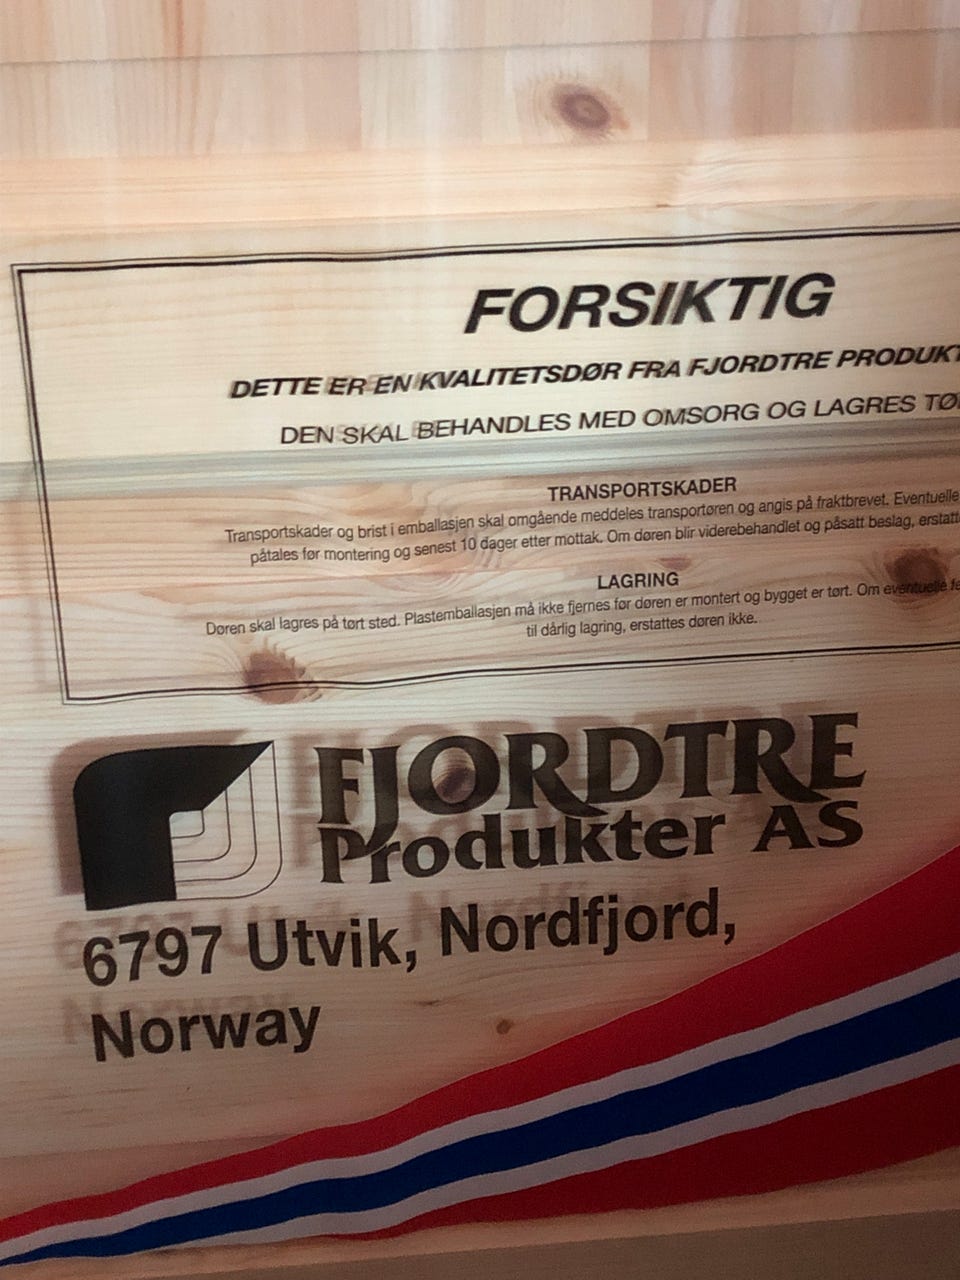 FORSIKTIG
DETTE ER EN KVALITETSDØR FRA FJORDTRE PRODUKT
DEN SKAL BEHANDLES MED OMSORG OG LAGRES
TRANSPORTSKADER
Transportskader og brist i emballasjen skal omgående meddeles transportøren og angis på fraktbrevet. Eventuelle
påtales før montering og senest 10 dager etter mottak. Om døren blir viderebehandlet og påsatt beslag,
LAGRING
Døren skal lagres på tørt sted. Plastemballasjen må ikke fjernes før døren er montert og bygget er tørt. Om eventuelle
til dårlig lagring, erstattes døren ikke.
FJORDTRE
Produkter AS
6797 Utvik, Nordfjord,
Norway